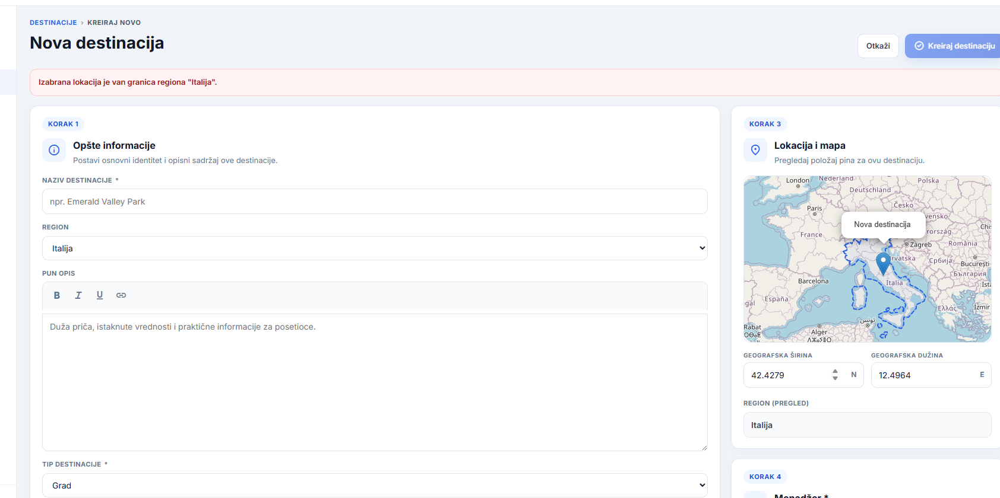 DESTINACIJE › KREIRAJ NOVO
Nova destinacija
Otkaži
Kreiraj destinaciju
Izabrana lokacija je van granica regiona "Italija".
KORAK 1
Opšte informacije
Postavi osnovni identitet i opisni sadržaj ove destinacije.
NAZIV DESTINACIJE *
npr. Emerald Valley Park
REGION
Italija
PUN OPIS
B I U
Duža priča, istaknute vrednosti i praktične informacije za posetioce.
TIP DESTINACIJE *
Grad
KORAK 3
Lokacija i mapa
Pregledaj položaj pina za ovu destinaciju.
London
Nederland
Polska
Deutschland
Česko
Paris
vensko
Nova destinacija
Chi
France
rország
România
Zagreb
rvatska
Србија
București
България
Barcelona
Italia
İsta
España
gal
Ελλάς
İzmir
تونس
Rabat
Alger
GEOGRAFSKA ŠIRINA
42.4279 N
GEOGRAFSKA DUŽINA
12.4964 E
REGION (PREGLED)
Italija
KORAK 4
Menadžer *